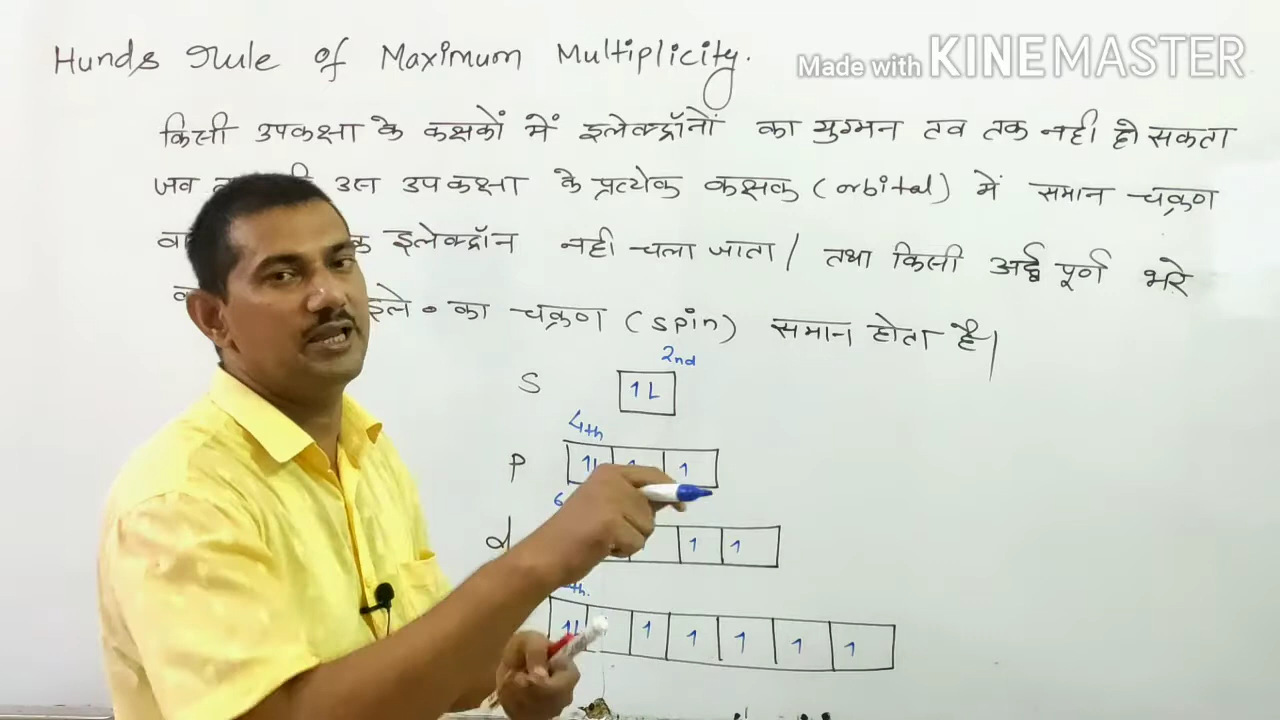 Hunds rule of Maximum Multiplicity.
Made with KINEMASTER
किसी उपकक्षा के कक्षकों में इलेक्ट्रॉनों का युग्मन तब तक नही हो सकता
जब उस उपकक्षा के प्रत्येक कक्षक (orbital) में समान चक्रण
इलेक्ट्रॉन नही चला जाता। तथा किसी अर्द्ध पूर्ण भरे
इले० का चक्रण (spin) समान होता है।
2nd
S 1L
4th
P 1L 1
6
d 1 1
th.
1L 1 1 1 1 1